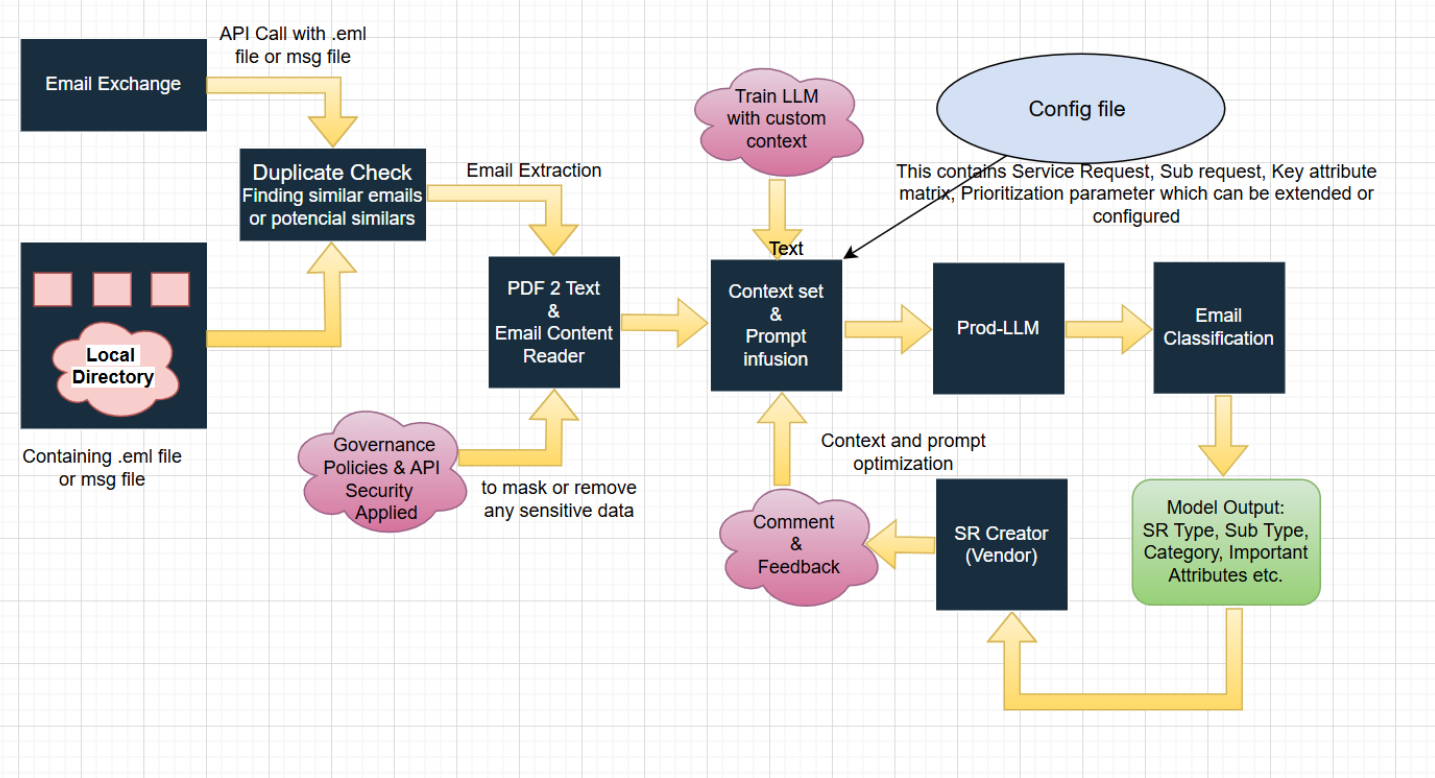 API Call with .eml
file or msg file
Email Exchange
Duplicate Check
Finding similar emails
or potencial similars
Email Extraction
Train LLM
with custom
context
Config file
This contains Service Request, Sub request, Key attribute
matrix, Prioritization parameter which can be extended or
configured
Local
Directory
Containing .eml file
or msg file
PDF 2 Text
&
Email Content
Reader
Governance
Policies & API
Security
Applied
to mask or remove
any sensitive data
Text
Context set
&
Prompt
infusion
Prod-LLM
Email
Classification
Context and prompt
optimization
Comment
&
Feedback
SR Creator
(Vendor)
Model Output:
SR Type, Sub Type,
Category, Important
Attributes etc.